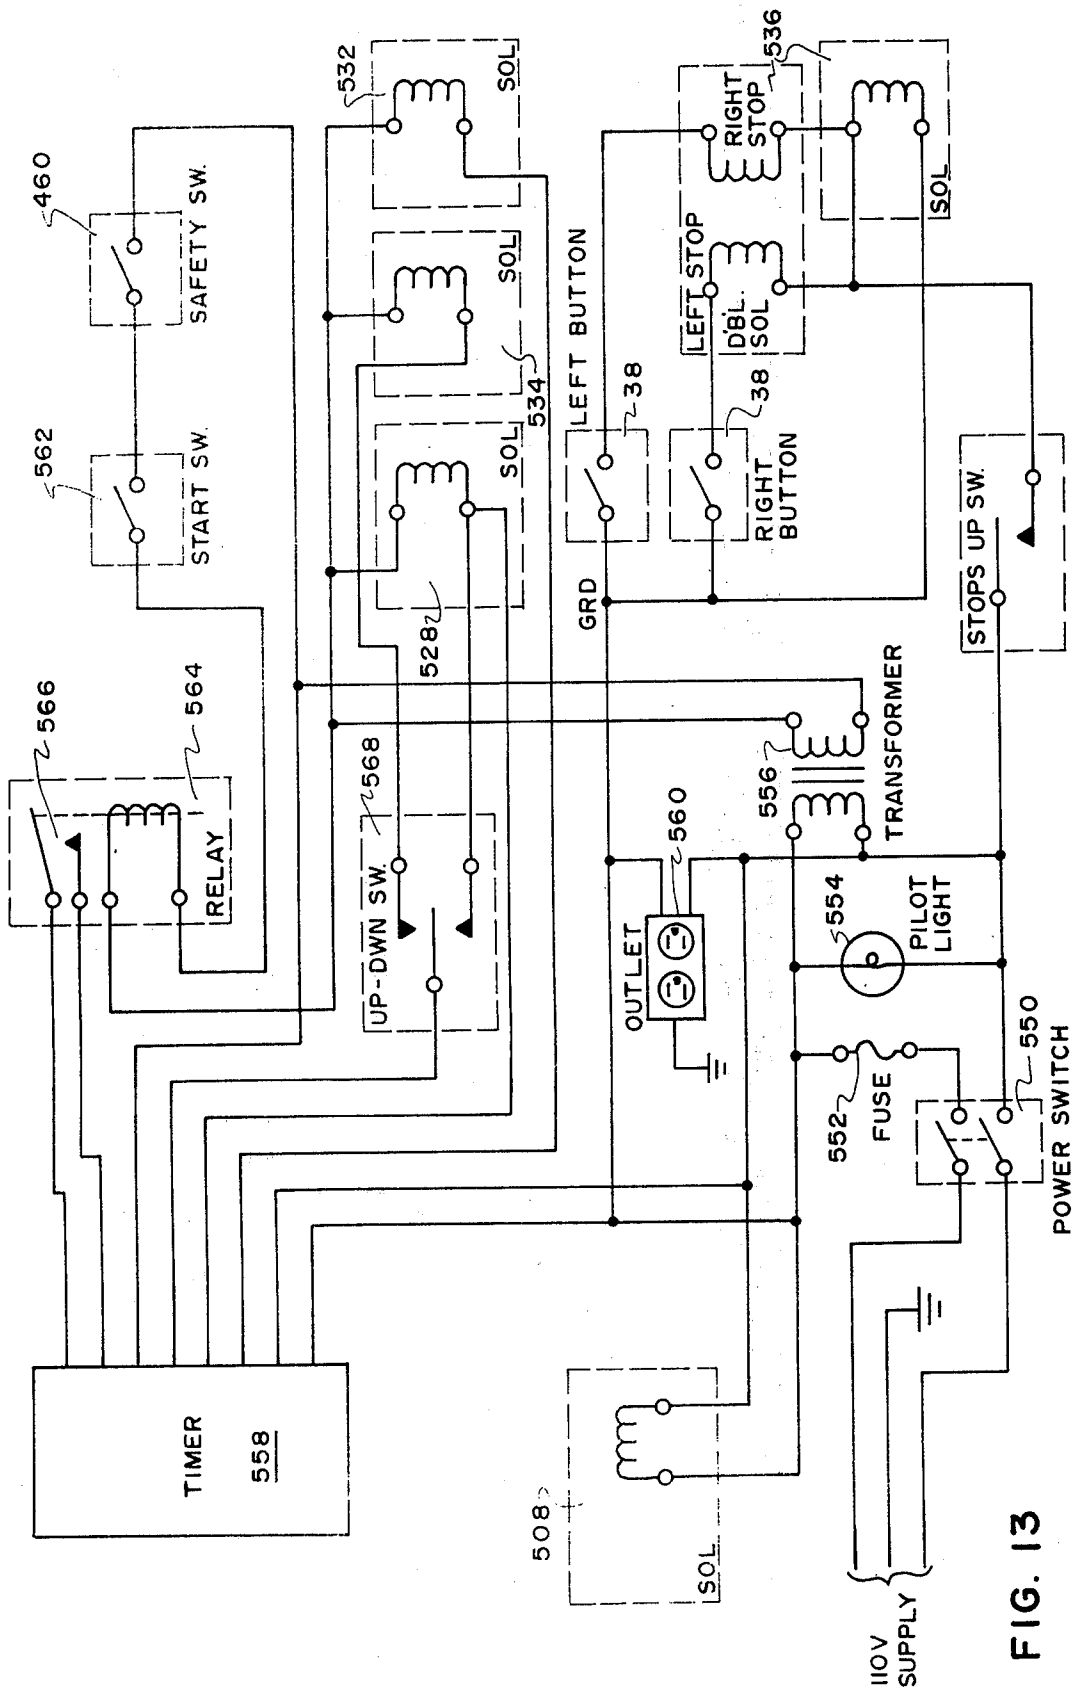 460
SAFETY SW.
562
START SW.
566
564
RELAY
532
SOL
SOL
534
SOL
528
568
UP-DWN SW.
TIMER
558
LEFT BUTTON
38
38
RIGHT
BUTTON
GRD
536
RIGHT
STOP
LEFT STOP
D'B'L.
SOL
SOL
STOPS UP SW.
556
TRANSFORMER
560
OUTLET
554
PILOT
LIGHT
552
FUSE
550
POWER SWITCH
508
SOL
110V
SUPPLY
FIG. 13